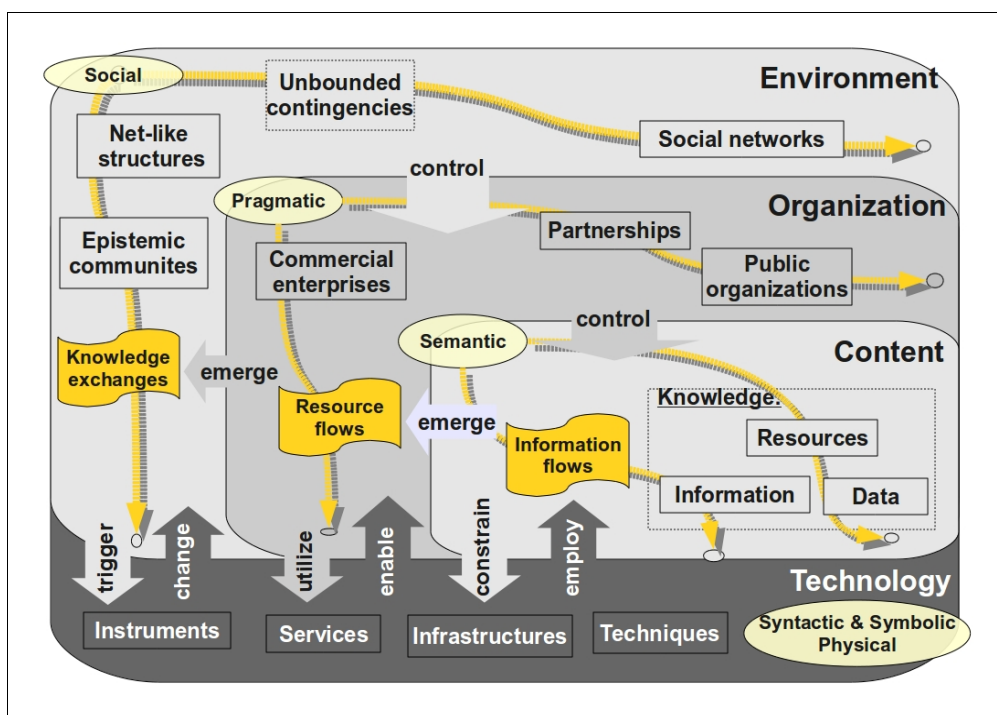 Social
Unbounded
contingencies
Environment
Net-like
structures
Social networks
control
Pragmatic
Organization
Epistemic
communites
Commercial
enterprises
Partnerships
Public
organizations
control
Semantic
Content
Knowledge
exchanges
emerge
Resource
flows
emerge
Information
flows
Knowledge:
Resources
Information
Data
trigger
change
utilize
enable
constrain
employ
Technology
Instruments
Services
Infrastructures
Techniques
Syntactic & Symbolic
Physical